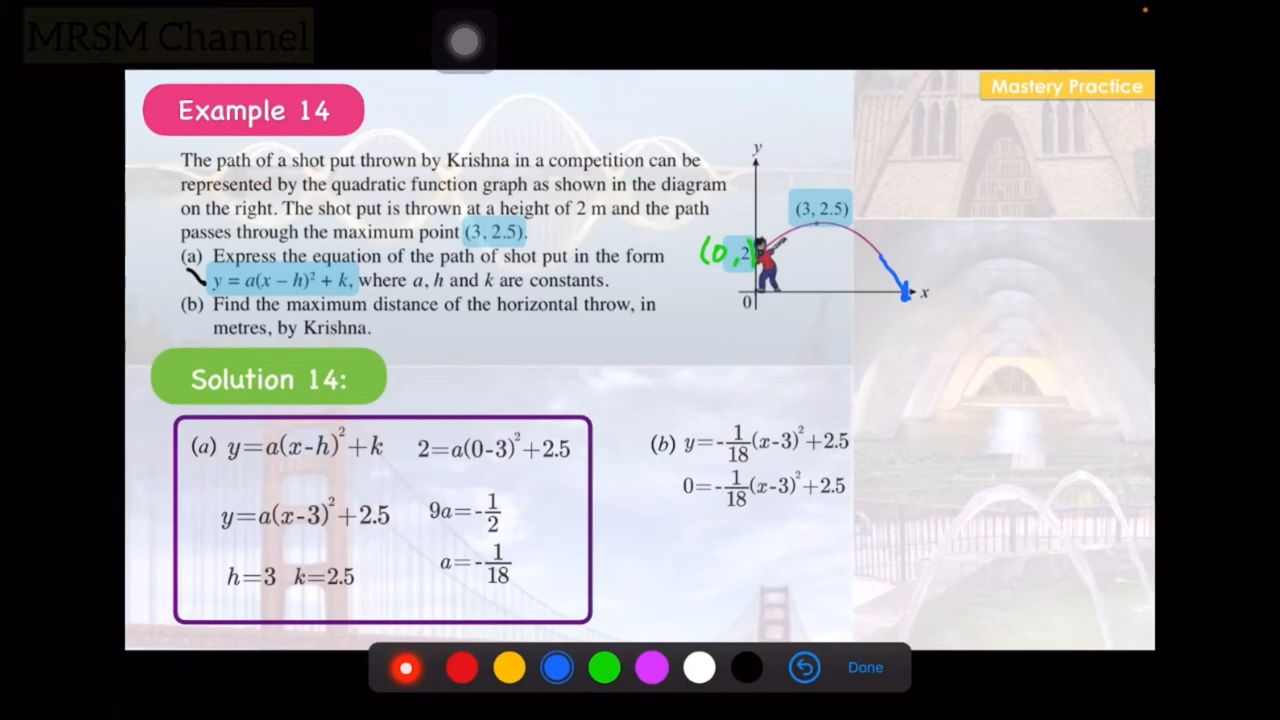 MRSM Channel
Mastery Practice
Example 14
The path of a shot put thrown by Krishna in a competition can be
represented by the quadratic function graph as shown in the diagram
on the right. The shot put is thrown at a height of 2 m and the path
passes through the maximum point (3, 2.5).
(a) Express the equation of the path of shot put in the form
y = a(x – h)² + k, where a, h and k are constants.
(b) Find the maximum distance of the horizontal throw, in
metres, by Krishna.
y
(3, 2.5)
(0, 2)
0
x
Solution 14:
(a) y=a(x-h)²+k
y=a(x-3)²+2.5
h=3 k=2.5
2=a(0-3)²+2.5
9a=-1/2
a=-1/18
(b) y=-1/18(x-3)²+2.5
0=-1/18(x-3)²+2.5
Done